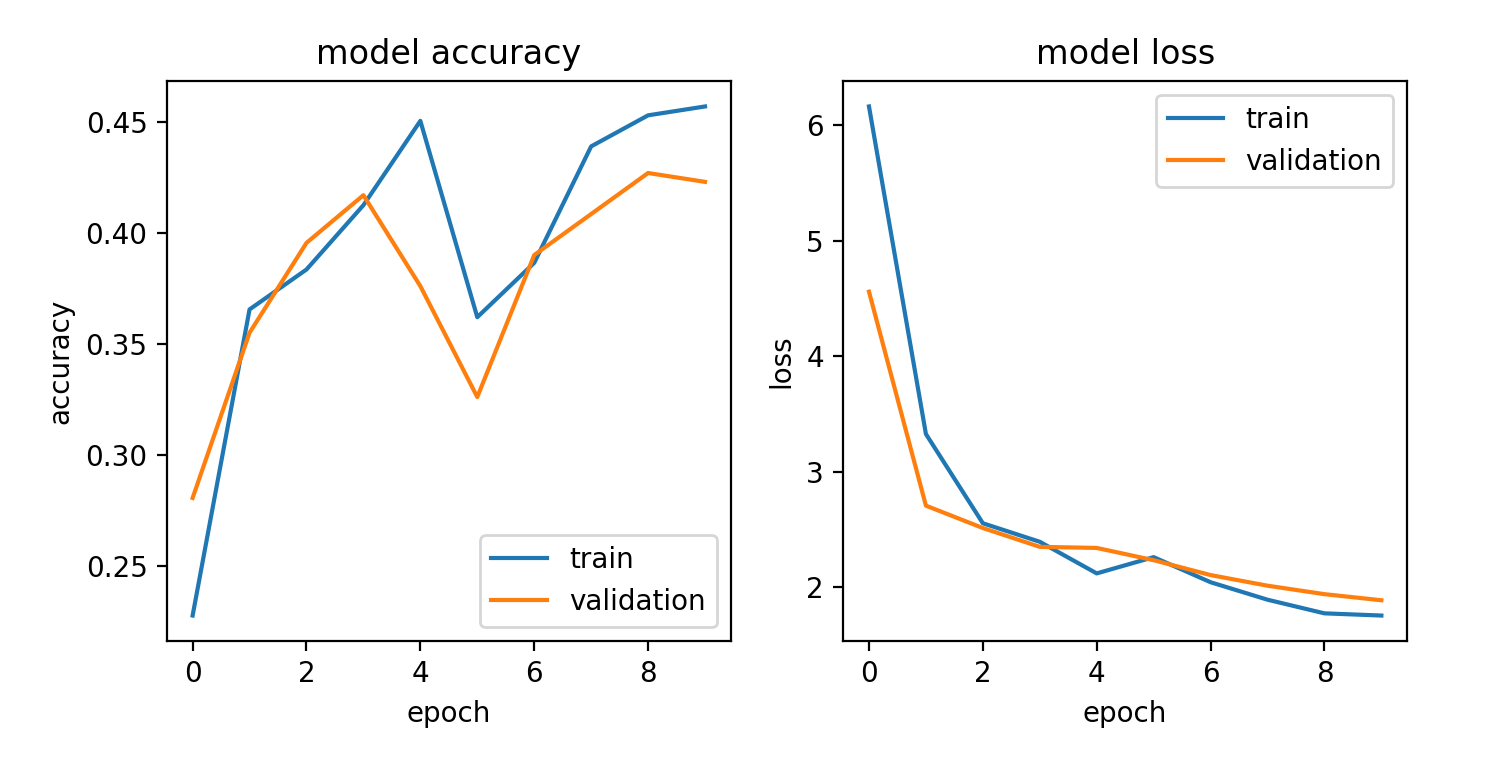 model accuracy
0.45
0.40
0.35
0.30
0.25
accuracy
train
validation
0 2 4 6 8
epoch
model loss
6
5
4
3
2
loss
train
validation
0 2 4 6 8
epoch